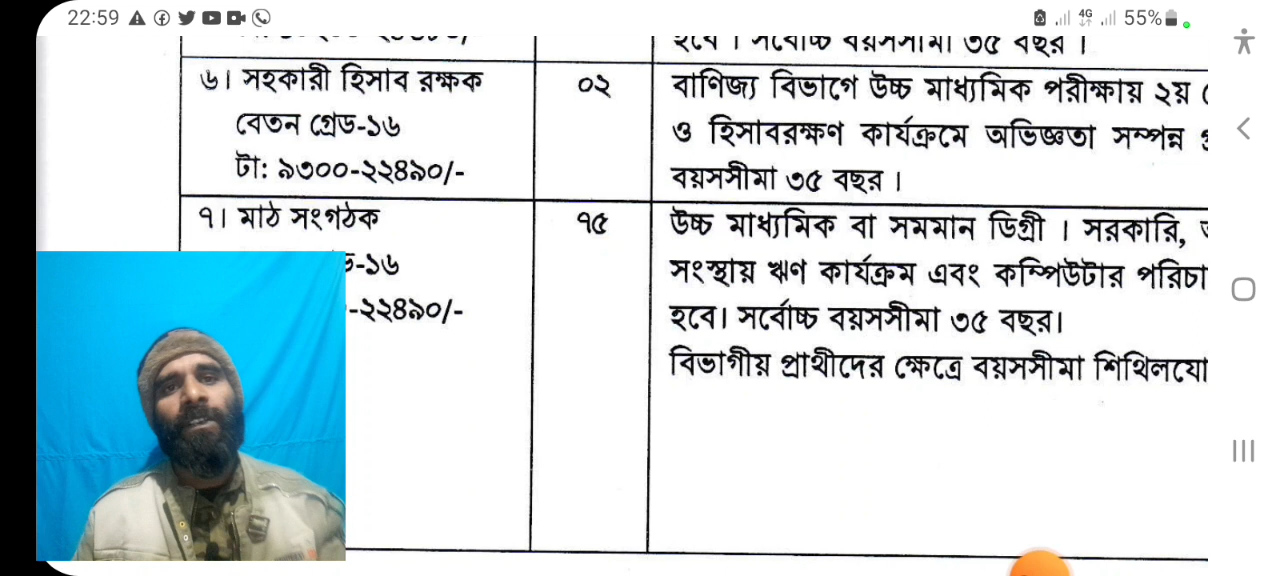 22:59
4G
55%
হবে । সর্বোচ্চ বয়সসীমা ৩৫ বছর ।
৬। সহকারী হিসাব রক্ষক
বেতন গ্রেড-১৬
টা: ৯৩০০-২২৪৯০/-
০২
বাণিজ্য বিভাগে উচ্চ মাধ্যমিক পরীক্ষায় ২য়
ও হিসাবরক্ষণ কার্যক্রমে অভিজ্ঞতা সম্পন্ন
বয়সসীমা ৩৫ বছর ।
৭। মাঠ সংগঠক
-১৬
-২২৪৯০/-
৭৫
উচ্চ মাধ্যমিক বা সমমান ডিগ্রী । সরকারি,
সংস্থায় ঋণ কার্যক্রম এবং কম্পিউটার পরিচা
হবে। সর্বোচ্চ বয়সসীমা ৩৫ বছর।
বিভাগীয় প্রার্থীদের ক্ষেত্রে বয়সসীমা শিথিলযো